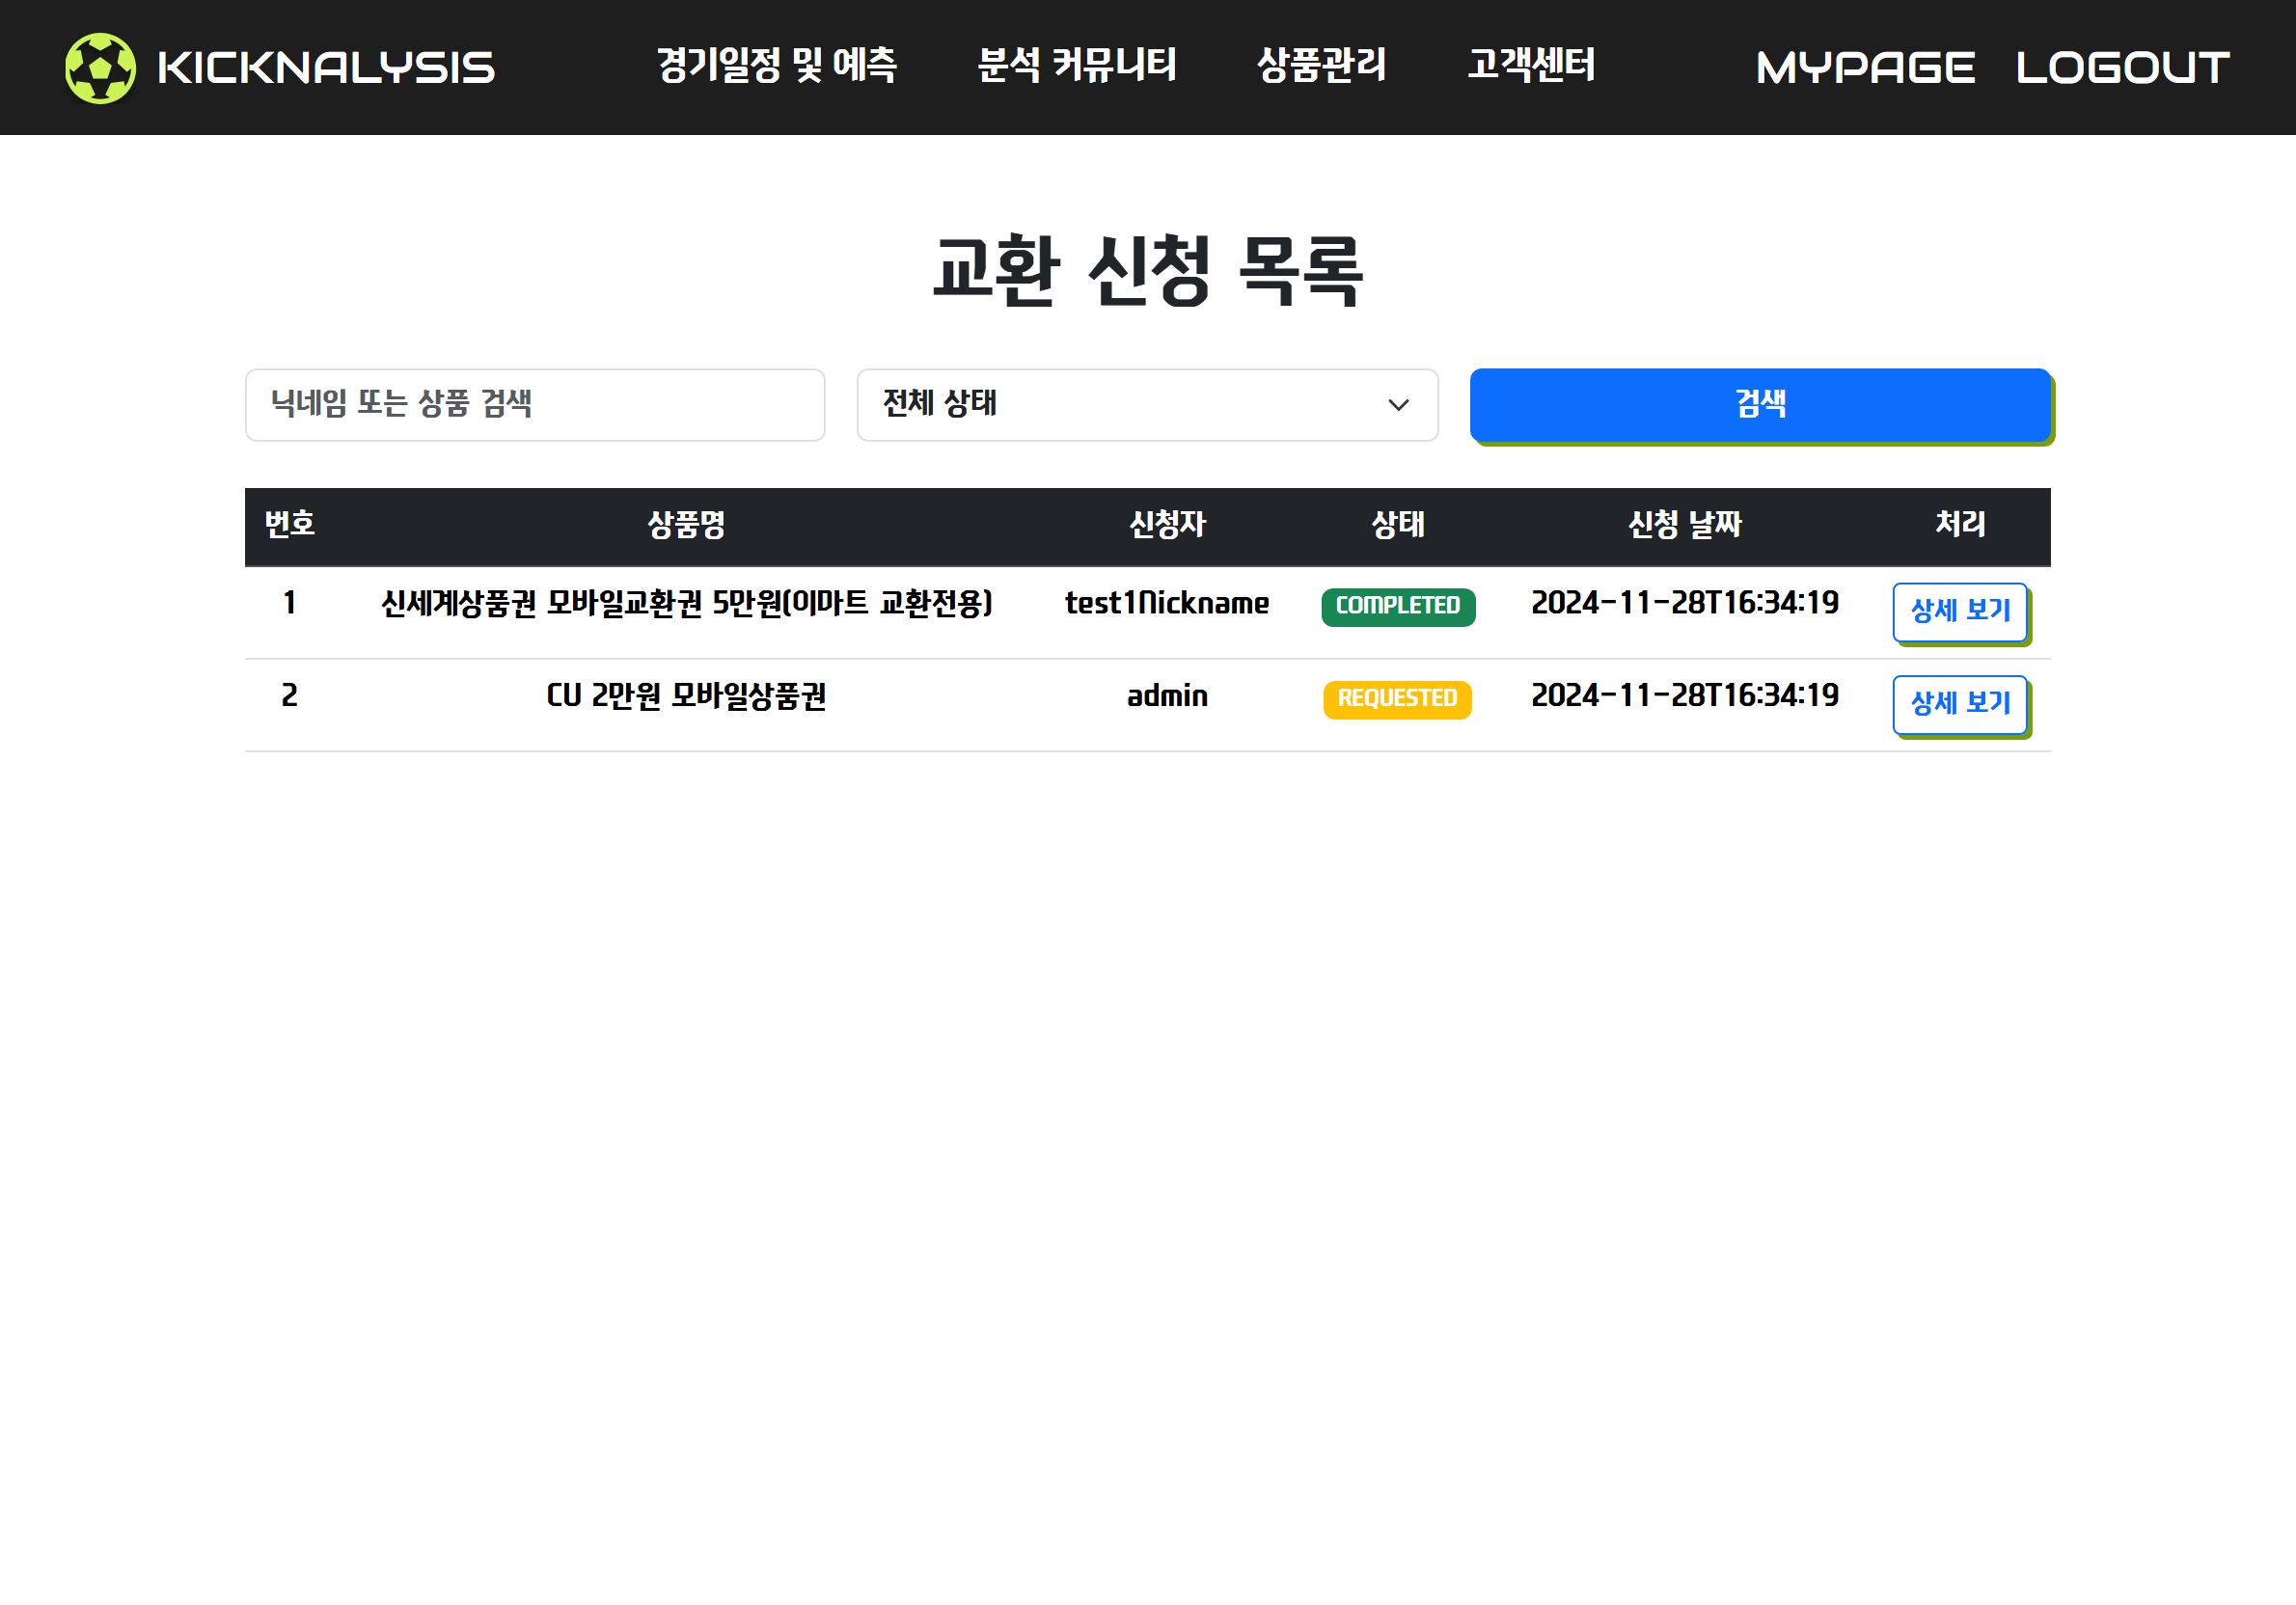 KICKNALYSIS 경기일정 및 예측 분석 커뮤니티 상품관리 고객센터 MYPAGE LOGOUT
교환 신청 목록
닉네임 또는 상품 검색 전체 상태 검색
번호 상품명 신청자 상태 신청 날짜 처리
1 신세계상품권 모바일교환권 5만원(이마트 교환전용) test1Nickname COMPLETED 2024-11-28T16:34:19 상세 보기
2 CU 2만원 모바일상품권 admin REQUESTED 2024-11-28T16:34:19 상세 보기